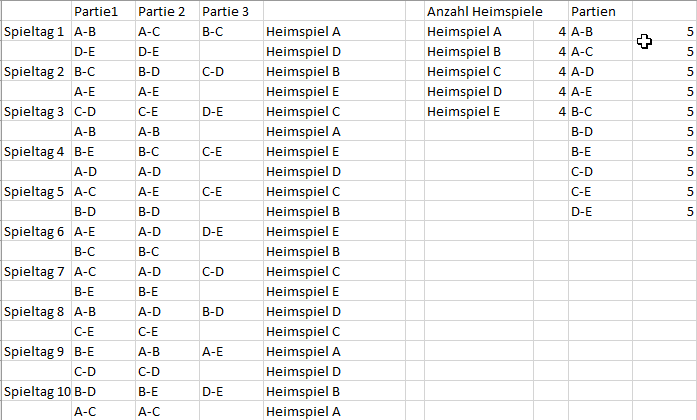 Partie1 Partie 2 Partie 3 Anzahl Heimspiele Partien
Spieltag 1 A-B A-C B-C Heimspiel A Heimspiel A 4 A-B 5
D-E D-E Heimspiel D Heimspiel B 4 A-C 5
Spieltag 2 B-C B-D C-D Heimspiel B Heimspiel C 4 A-D 5
A-E A-E Heimspiel E Heimspiel D 4 A-E 5
Spieltag 3 C-D C-E D-E Heimspiel C Heimspiel E 4 B-C 5
A-B A-B Heimspiel A B-D 5
Spieltag 4 B-E B-C C-E Heimspiel E B-E 5
A-D A-D Heimspiel D C-D 5
Spieltag 5 A-C A-E C-E Heimspiel C C-E 5
B-D B-D Heimspiel B D-E 5
Spieltag 6 A-E A-D D-E Heimspiel E
B-C B-C Heimspiel B
Spieltag 7 A-C A-D C-D Heimspiel C
B-E B-E Heimspiel E
Spieltag 8 A-B A-D B-D Heimspiel D
C-E C-E Heimspiel C
Spieltag 9 B-E A-B A-E Heimspiel A
C-D C-D Heimspiel D
Spieltag 10 B-D B-E D-E Heimspiel B
A-C A-C Heimspiel A